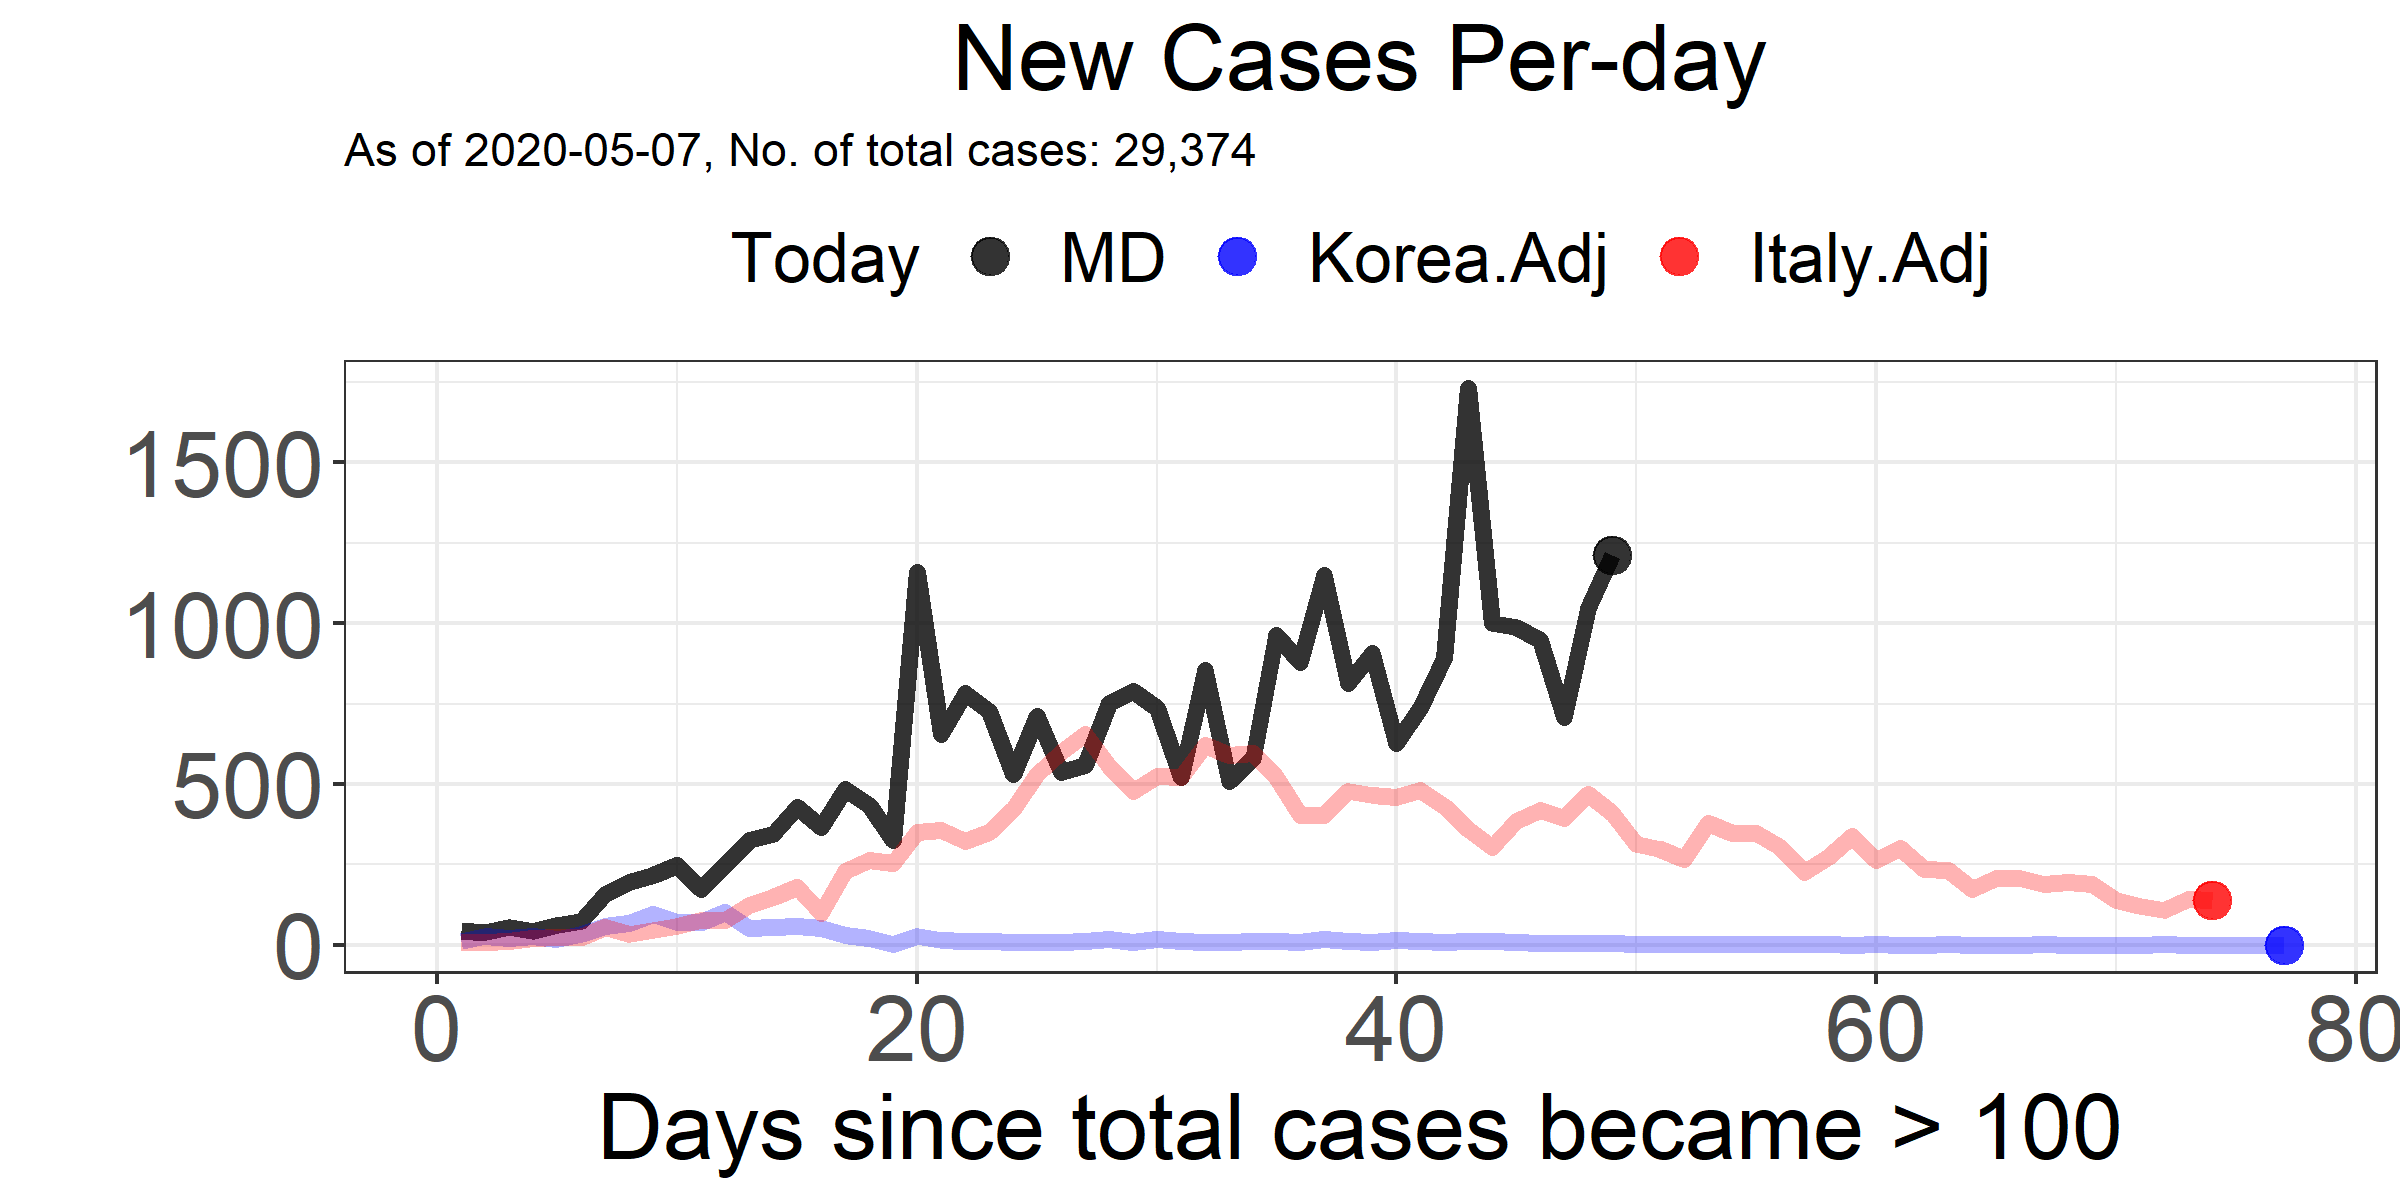 New Cases Per-day
As of 2020-05-07, No. of total cases: 29,374
Today MD Korea.Adj Italy.Adj
1500
1000
500
0
0 20 40 60 80
Days since total cases became > 100